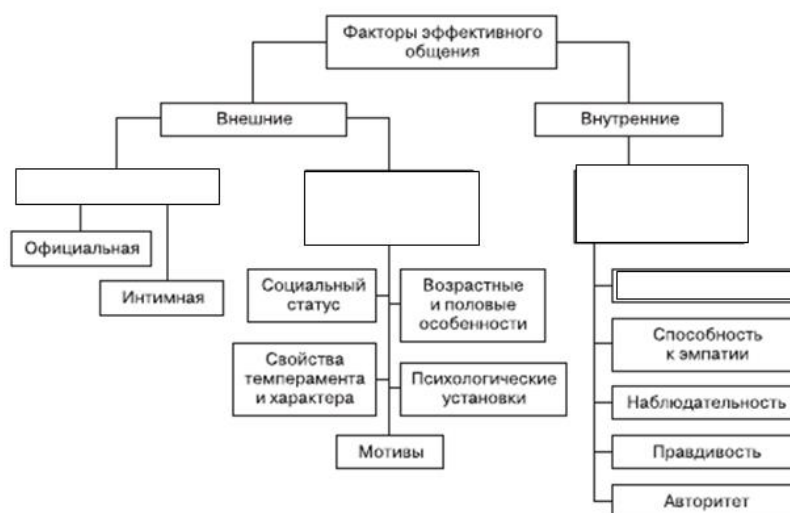 Факторы эффективного
общения
Внешние
Внутренние
Официальная
Интимная
Социальный
статус
Возрастные
и половые
особенности
Свойства
темперамента
и характера
Психологические
установки
Мотивы
Способность
к эмпатии
Наблюдательность
Правдивость
Авторитет